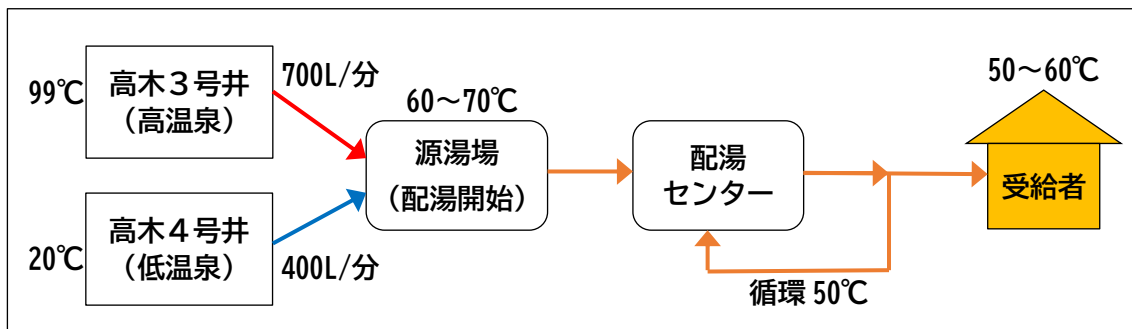 99℃
高木３号井
（高温泉）
700L/分
20℃
高木４号井
（低温泉）
400L/分
60～70℃
源湯場
（配湯開始）
配湯
センター
循環 50℃
50～60℃
受給者